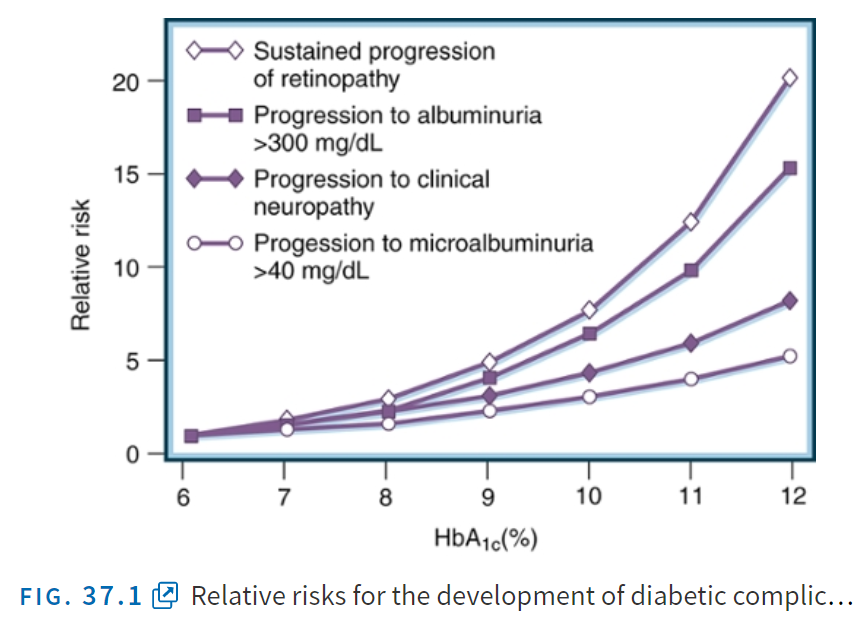 Sustained progression
of retinopathy
Progression to albuminuria
>300 mg/dL
Progression to clinical
neuropathy
Progession to microalbuminuria
>40 mg/dL
Relative risk
20
15
10
5
0
6 7 8 9 10 11 12
HbA1c(%)
FIG. 37.1 Relative risks for the development of diabetic complic...